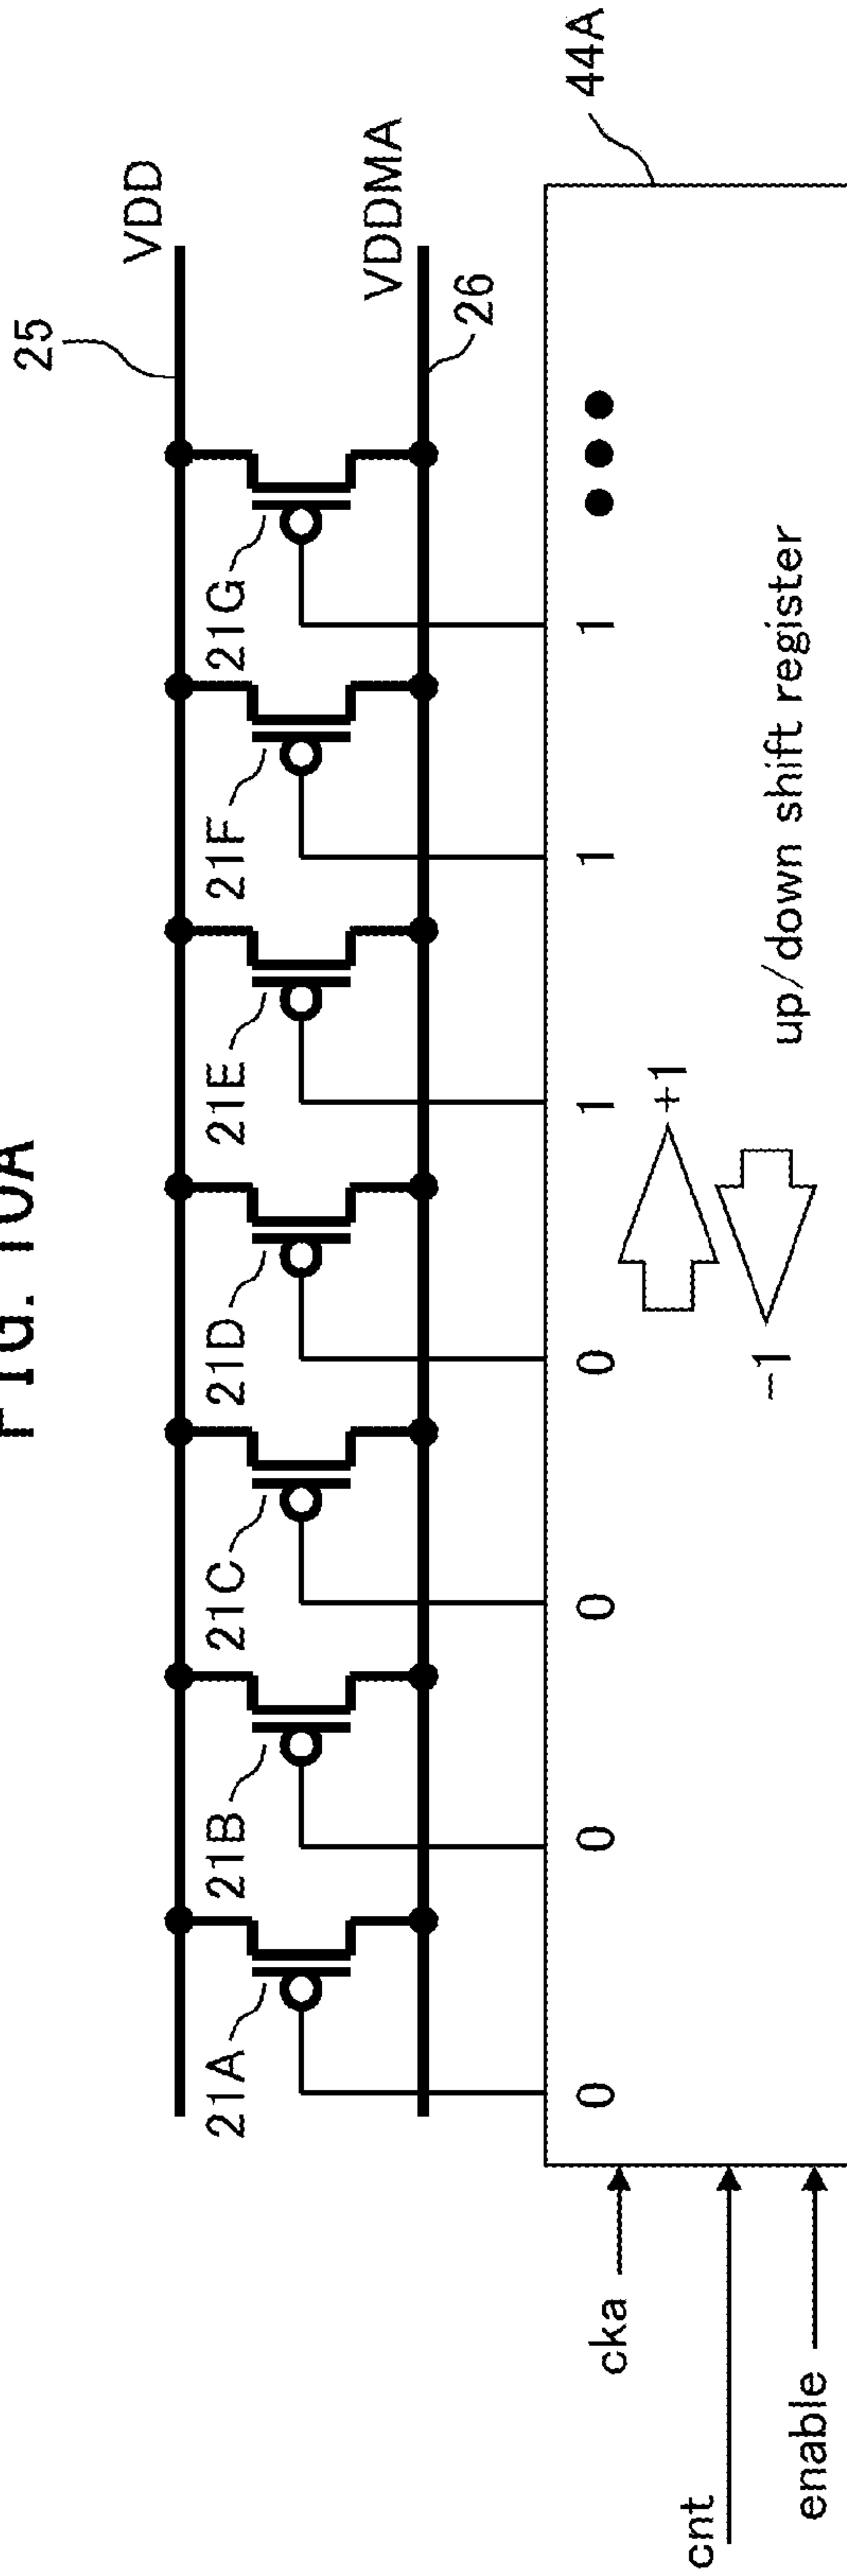 FIG. 10A
25
VDD
21A 21B 21C 21D 21E 21F 21G
VDDMA
26
44A
0 0 0 0 1 1 1
cka
+1
cnt
-1
up/down shift register
enable